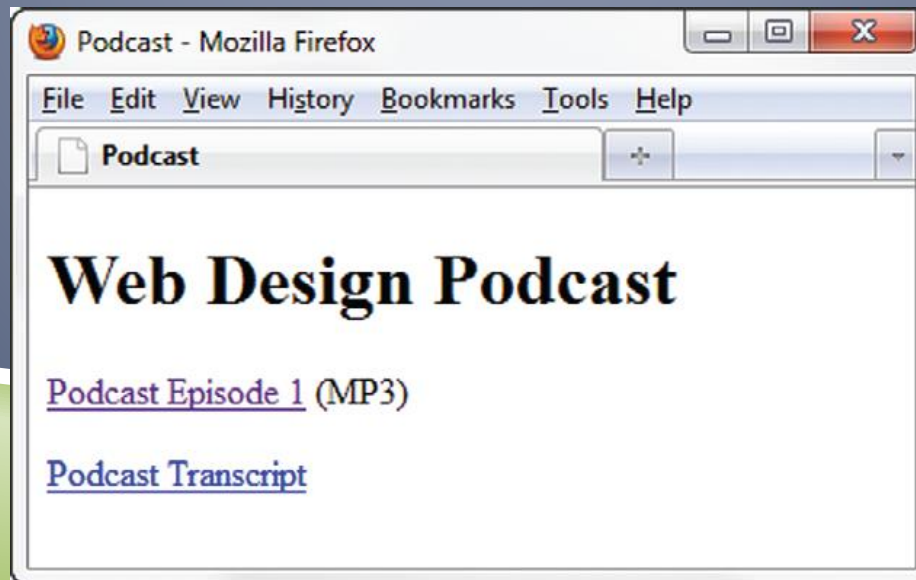 Podcast - Mozilla Firefox
File Edit View History Bookmarks Tools Help
Podcast
Web Design Podcast
Podcast Episode 1 (MP3)
Podcast Transcript